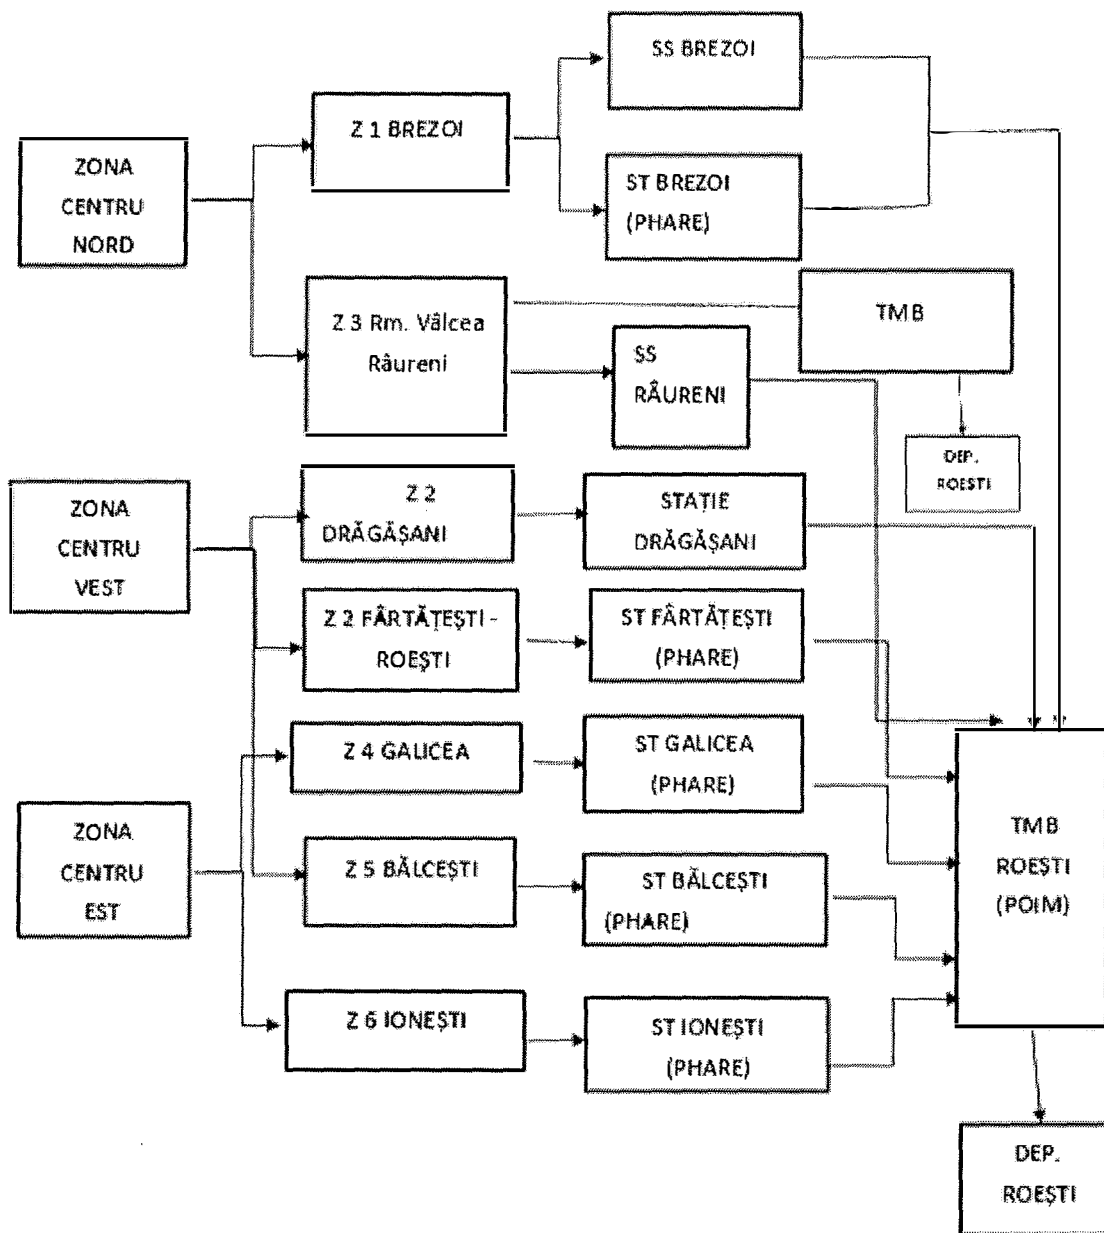 SS BREZOI
Z 1 BREZOI
ZONA
CENTRU
NORD
ST BREZOI
(PHARE)
Z 3 Rm. Vâlcea
Râureni
TMB
SS
RÂURENI
DEP.
ROESTI
ZONA
CENTRU
VEST
Z 2
DRĂGĂȘANI
STAȚIE
DRĂGĂȘANI
Z 2 FÂRTĂȚEȘTI -
ROEȘTI
ST FÂRTĂȚEȘTI
(PHARE)
Z 4 GALICEA
ST GALICEA
(PHARE)
ZONA
CENTRU
EST
Z 5 BĂLCEȘTI
ST BĂLCEȘTI
(PHARE)
TMB
ROEȘTI
(POIM)
Z 6 IONEȘTI
ST IONEȘTI
(PHARE)
DEP.
ROEȘTI